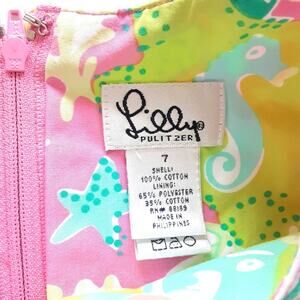 Lilly®
PULITZER
7
SHELL:
100% COTTON
LINING:
65% POLYESTER
35% COTTON
RN# 88189
MADE IN
PHILIPPINES